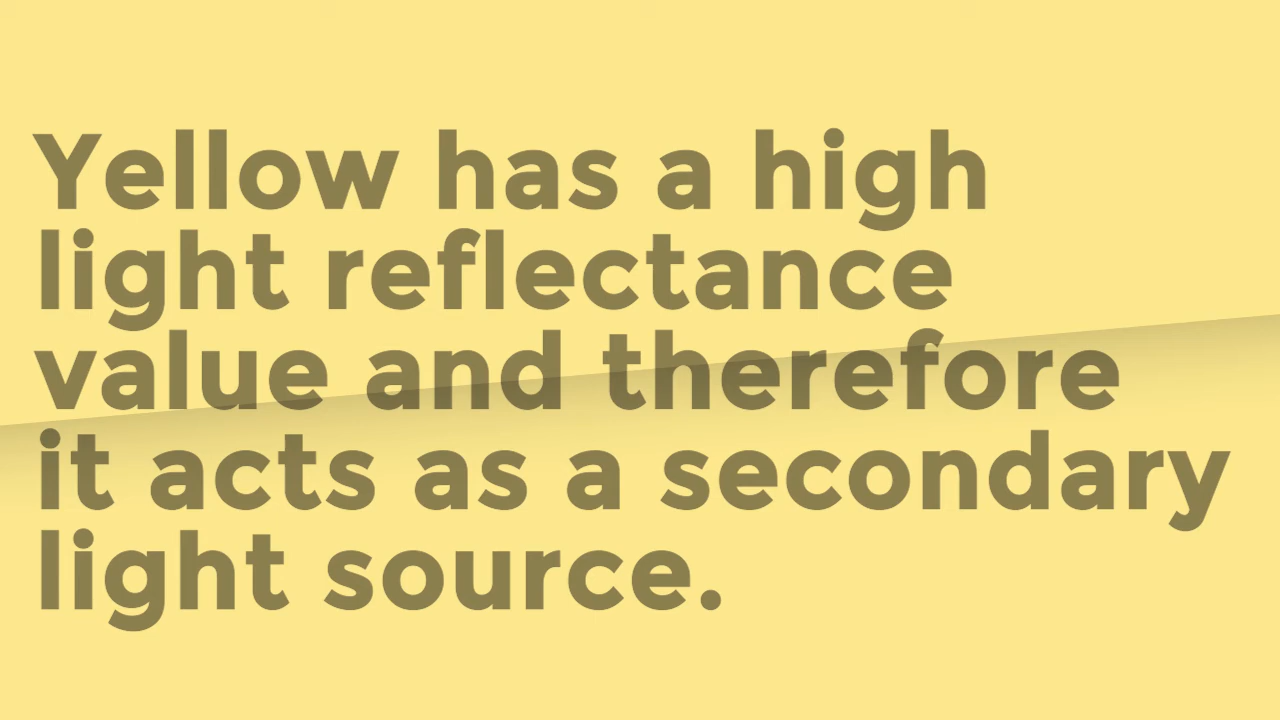 Yellow has a high
light reflectance
value and therefore
it acts as a secondary
light source.